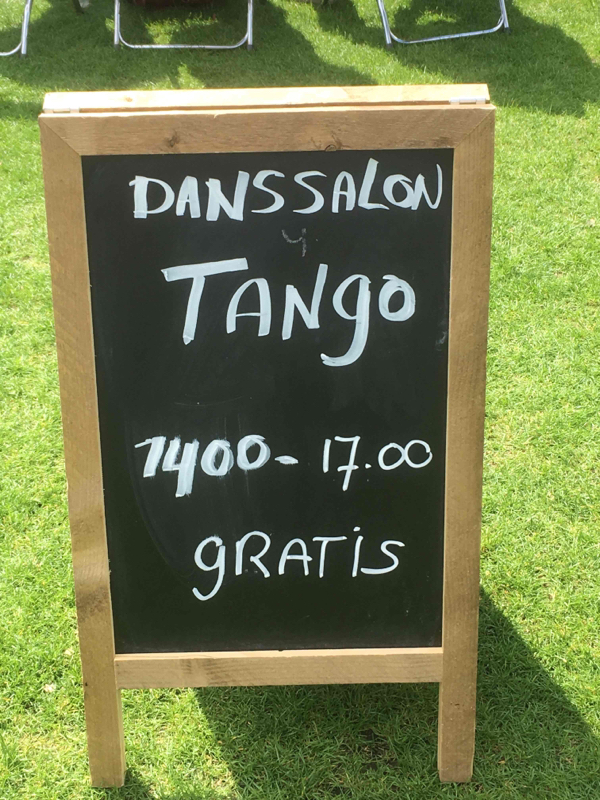 DANSSALON
y
TANgO
1400 - 17.00
gRATiS